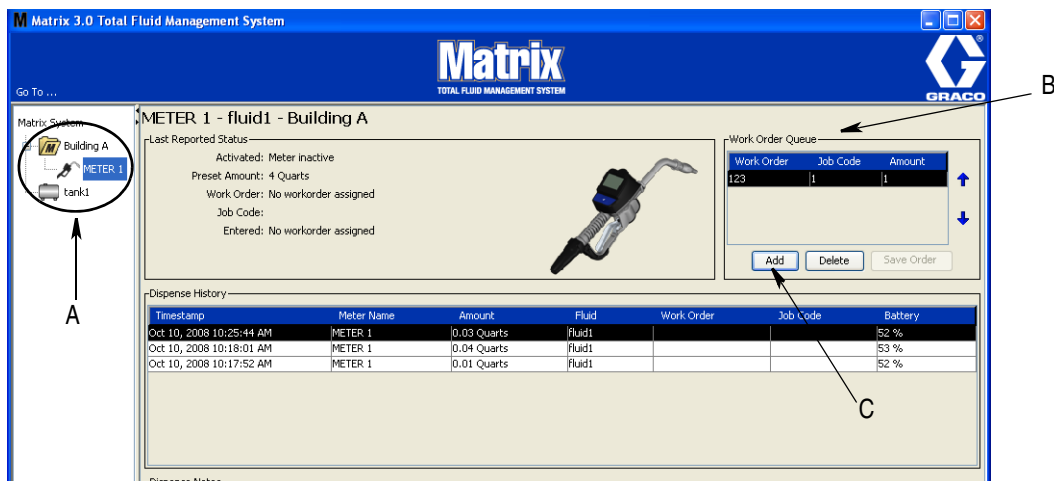 Matrix 3.0 Total Fluid Management System
Matrix
TOTAL FLUID MANAGEMENT SYSTEM
GRACO
Go To ...
B
Matrix System
Building A
METER 1
tank1
A
METER 1 - fluid1 - Building A
Last Reported Status
Activated: Meter inactive
Preset Amount: 4 Quarts
Work Order: No workorder assigned
Job Code:
Entered: No workorder assigned
Work Order Queue
Work Order Job Code Amount
123 1 1
Add Delete Save Order
Dispense History
Timestamp Meter Name Amount Fluid Work Order Job Code Battery
Oct 10, 2008 10:25:44 AM METER 1 0.03 Quarts fluid1 52 %
Oct 10, 2008 10:18:01 AM METER 1 0.04 Quarts fluid1 53 %
Oct 10, 2008 10:17:52 AM METER 1 0.01 Quarts fluid1 52 %
C